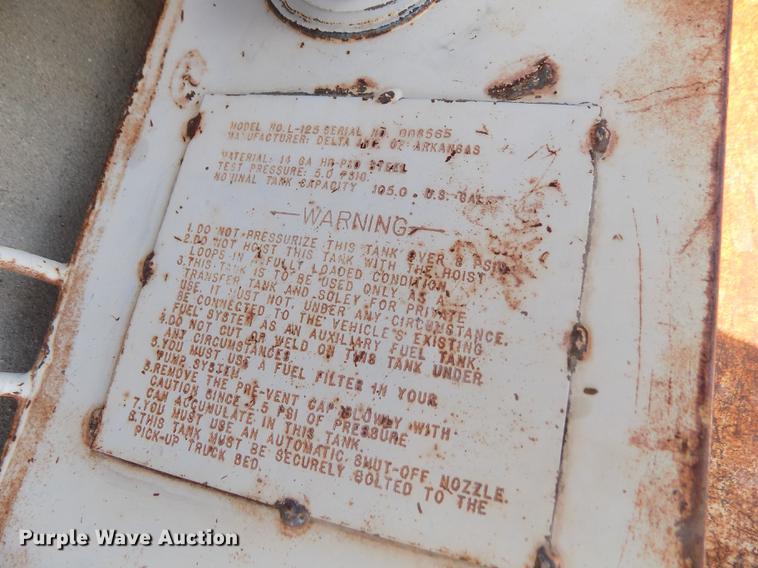 MODEL NO. L-125 SERIAL NO. 008565
MANUFACTURER: DELTA INC. OF ARKANSAS
MATERIAL: 14 GA HR-P&O STEEL
TEST PRESSURE: 5.0 PSIG.
NOMINAL TANK CAPACITY 105.0 U.S. GAL.
WARNING
1. DO NOT PRESSURIZE THIS TANK OVER PSIG.
2. DO NOT HOIST THIS TANK WITH THE HOIST
LOOPS IN A FULLY LOADED CONDITION.
3. THIS TANK IS TO BE USED ONLY AS A
TRANSFER TANK AND SOLEY FOR PRIVATE
USE. IT MUST NOT, UNDER ANY CIRCUMSTANCE,
BE CONNECTED TO THE VEHICLE'S EXISTING
FUEL SYSTEM AS AN AUXILIARY FUEL TANK.
4. DO NOT CUT OR WELD ON THIS TANK UNDER
ANY CIRCUMSTANCES.
5. YOU MUST USE A FUEL FILTER IN YOUR
PUMP SYSTEM.
6. REMOVE THE PRE-VENT CAP SLOWLY WITH
CAUTION SINCE PSI OF PRESSURE
CAN ACCUMULATE IN THIS TANK.
7. YOU MUST USE AN AUTOMATIC SHUT-OFF NOZZLE.
8. THIS TANK MUST BE SECURELY BOLTED TO THE
PICK-UP TRUCK BED.
Purple Wave Auction